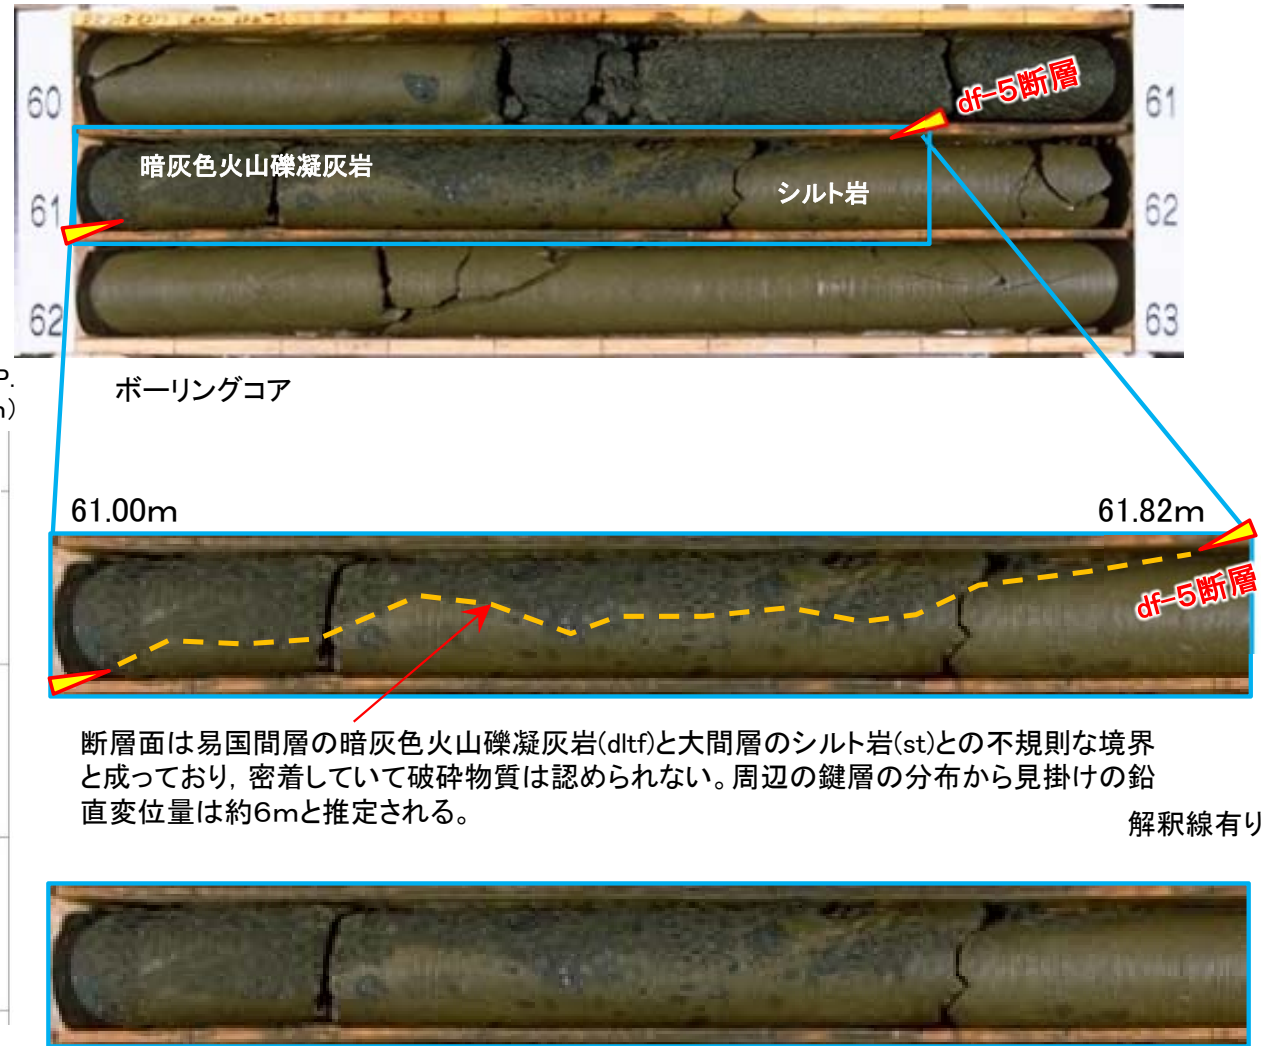 60
61
df-5断層
暗灰色火山礫凝灰岩
シルト岩
61
62
62
63
P.
ボーリングコア
61.00m
61.82m
df-5断層
断層面は易国間層の暗灰色火山礫凝灰岩(dltf)と大間層のシルト岩(st)との不規則な境界
と成っており，密着していて破砕物質は認められない。周辺の鍵層の分布から見掛けの鉛
直変位量は約6mと推定される。
解釈線有り